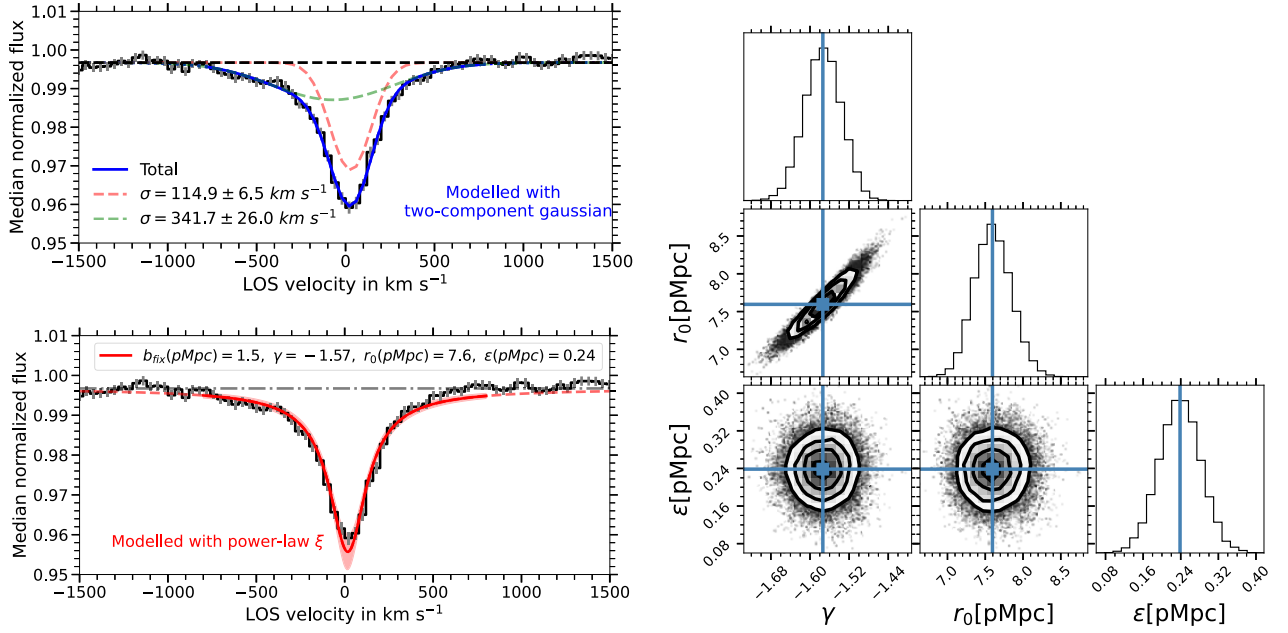 1.01
1.00
0.99
0.98
0.97
0.96
0.95
Median normalized flux
Total
σ = 114.9 ± 6.5 km s⁻¹
σ = 341.7 ± 26.0 km s⁻¹
Modelled with
two-component gaussian
−1500 −1000 −500 0 500 1000 1500
LOS velocity in km s⁻¹
1.01
1.00
0.99
0.98
0.97
0.96
0.95
Median normalized flux
b_fix(pMpc) = 1.5, γ = −1.57, r₀(pMpc) = 7.6, ε(pMpc) = 0.24
Modelled with power-law ξ
−1500 −1000 −500 0 500 1000 1500
LOS velocity in km s⁻¹
8.5
8.0
7.5
7.0
r₀[pMpc]
0.40
0.32
0.24
0.16
0.08
ε[pMpc]
−1.68 −1.60 −1.52 −1.44
γ
7.0 7.5 8.0 8.5
r₀[pMpc]
0.08 0.16 0.24 0.32 0.40
ε[pMpc]